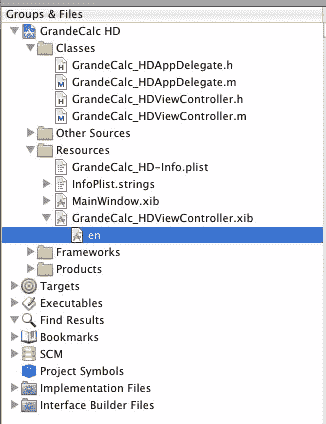 Groups & Files
GrandeCalc HD
Classes
GrandeCalc_HDAppDelegate.h
GrandeCalc_HDAppDelegate.m
GrandeCalc_HDViewController.h
GrandeCalc_HDViewController.m
Other Sources
Resources
GrandeCalc_HD-Info.plist
InfoPlist.strings
MainWindow.xib
GrandeCalc_HDViewController.xib
en
Frameworks
Products
Targets
Executables
Find Results
Bookmarks
SCM
Project Symbols
Implementation Files
Interface Builder Files